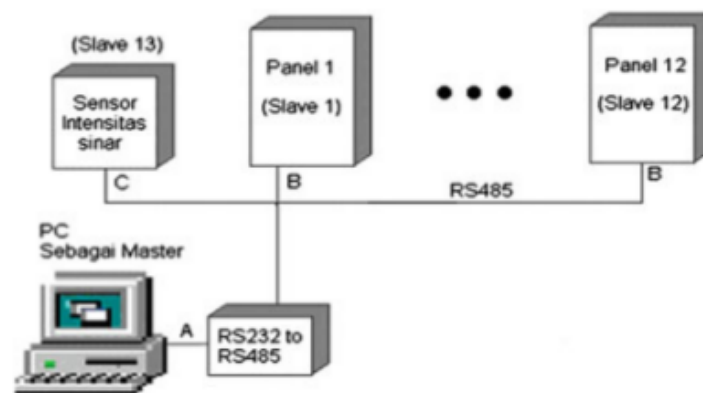 (Slave 13)
Sensor
Intensitas
sinar
C
Panel 1
(Slave 1)
B
Panel 12
(Slave 12)
B
RS485
PC
Sebagai Master
A
RS232 to
RS485